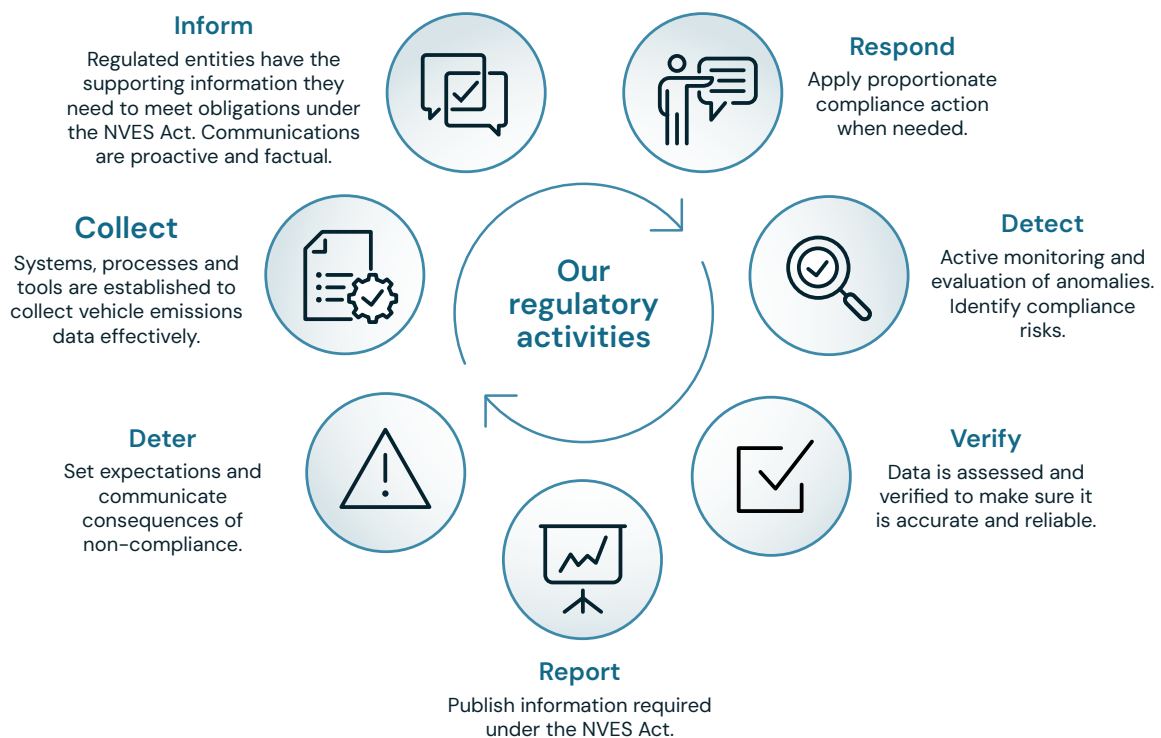 Inform
Regulated entities have the
supporting information they
need to meet obligations under
the NVES Act. Communications
are proactive and factual.
Respond
Apply proportionate
compliance action
when needed.
Collect
Systems, processes and
tools are established to
collect vehicle emissions
data effectively.
Our
regulatory
activities
Detect
Active monitoring and
evaluation of anomalies.
Identify compliance
risks.
Deter
Set expectations and
communicate
consequences of
non-compliance.
Verify
Data is assessed and
verified to make sure it
is accurate and reliable.
Report
Publish information required
under the NVES Act.